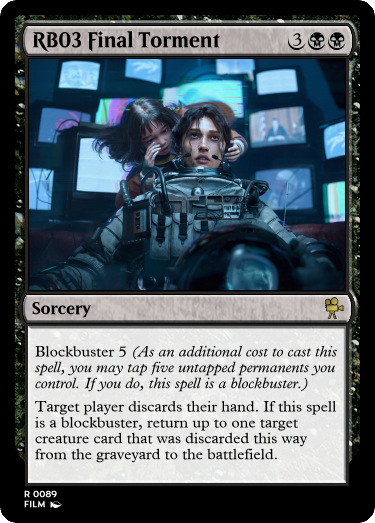 RB03 Final Torment 3
Sorcery
Blockbuster 5 (As an additional cost to cast this
spell, you may tap five untapped permanents you
control. If you do, this spell is a blockbuster.)
Target player discards their hand. If this spell
is a blockbuster, return up to one target
creature card that was discarded this way
from the graveyard to the battlefield.
R 0089
FILM